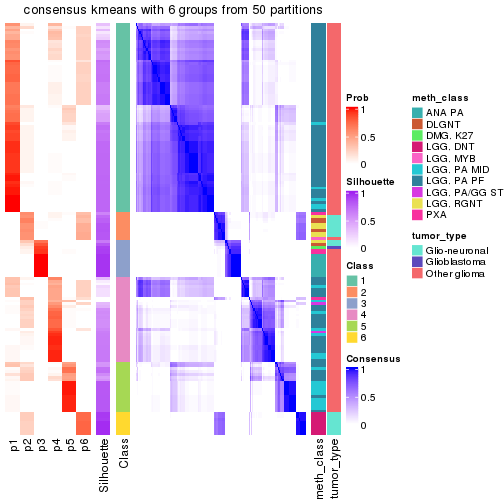 consensus kmeans with 6 groups from 50 partitions
Prob
1
0.5
0
Silhouette
1
0.5
0
Class
1
2
3
4
5
6
Consensus
1
0.5
0
meth_class
ANA PA
DLGNT
DMG, K27
LGG, DNT
LGG, MYB
LGG, PA MID
LGG, PA PF
LGG, PA/GG ST
LGG, RGNT
PXA
tumor_type
Glio-neuronal
Glioblastoma
Other glioma
p1
p2
p3
p4
p5
p6
Silhouette
Class
meth_class
tumor_type